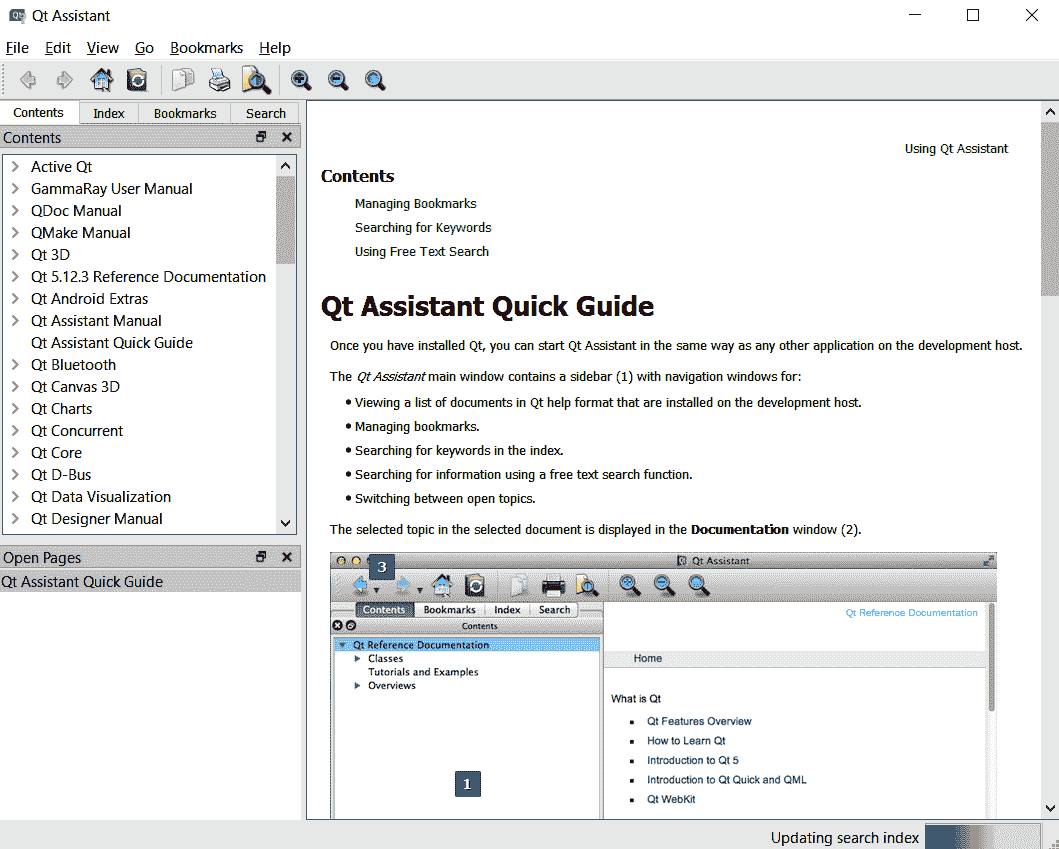 Qt Assistant
File Edit View Go Bookmarks Help
Contents Index Bookmarks Search
Contents
Active Qt
GammaRay User Manual
QDoc Manual
QMake Manual
Qt 3D
Qt 5.12.3 Reference Documentation
Qt Android Extras
Qt Assistant Manual
Qt Assistant Quick Guide
Qt Bluetooth
Qt Canvas 3D
Qt Charts
Qt Concurrent
Qt Core
Qt D-Bus
Qt Data Visualization
Qt Designer Manual
Open Pages
Qt Assistant Quick Guide
Using Qt Assistant
Contents
Managing Bookmarks
Searching for Keywords
Using Free Text Search
Qt Assistant Quick Guide
Once you have installed Qt, you can start Qt Assistant in the same way as any other application on the development host.
The Qt Assistant main window contains a sidebar (1) with navigation windows for:
• Viewing a list of documents in Qt help format that are installed on the development host.
• Managing bookmarks.
• Searching for keywords in the index.
• Searching for information using a free text search function.
• Switching between open topics.
The selected topic in the selected document is displayed in the Documentation window (2).
3
Qt Assistant
Contents Bookmarks Index Search
Contents
Qt Reference Documentation
Classes
Tutorials and Examples
Overviews
1
Qt Reference Documentation
Home
What is Qt
▪ Qt Features Overview
▪ How to Learn Qt
▪ Introduction to Qt 5
▪ Introduction to Qt Quick and QML
▪ Qt WebKit
Updating search index